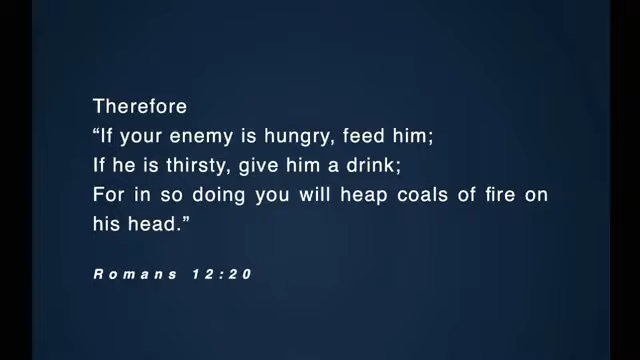 Therefore
“If your enemy is hungry, feed him;
If he is thirsty, give him a drink;
For in so doing you will heap coals of fire on
his head.”
Romans 12:20